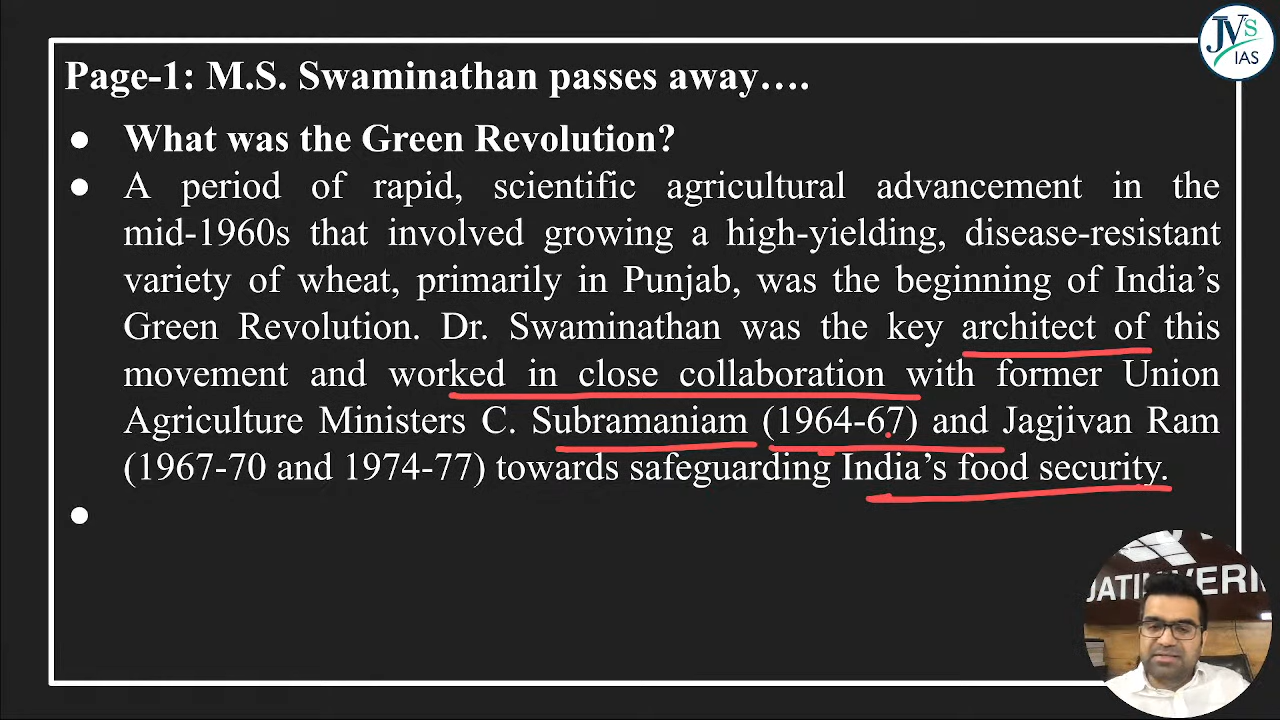 JVS
IAS
Page-1: M.S. Swaminathan passes away….
● What was the Green Revolution?
● A period of rapid, scientific agricultural advancement in the
mid-1960s that involved growing a high-yielding, disease-resistant
variety of wheat, primarily in Punjab, was the beginning of India’s
Green Revolution. Dr. Swaminathan was the key architect of this
movement and worked in close collaboration with former Union
Agriculture Ministers C. Subramaniam (1964-67) and Jagjivan Ram
(1967-70 and 1974-77) towards safeguarding India’s food security.
●